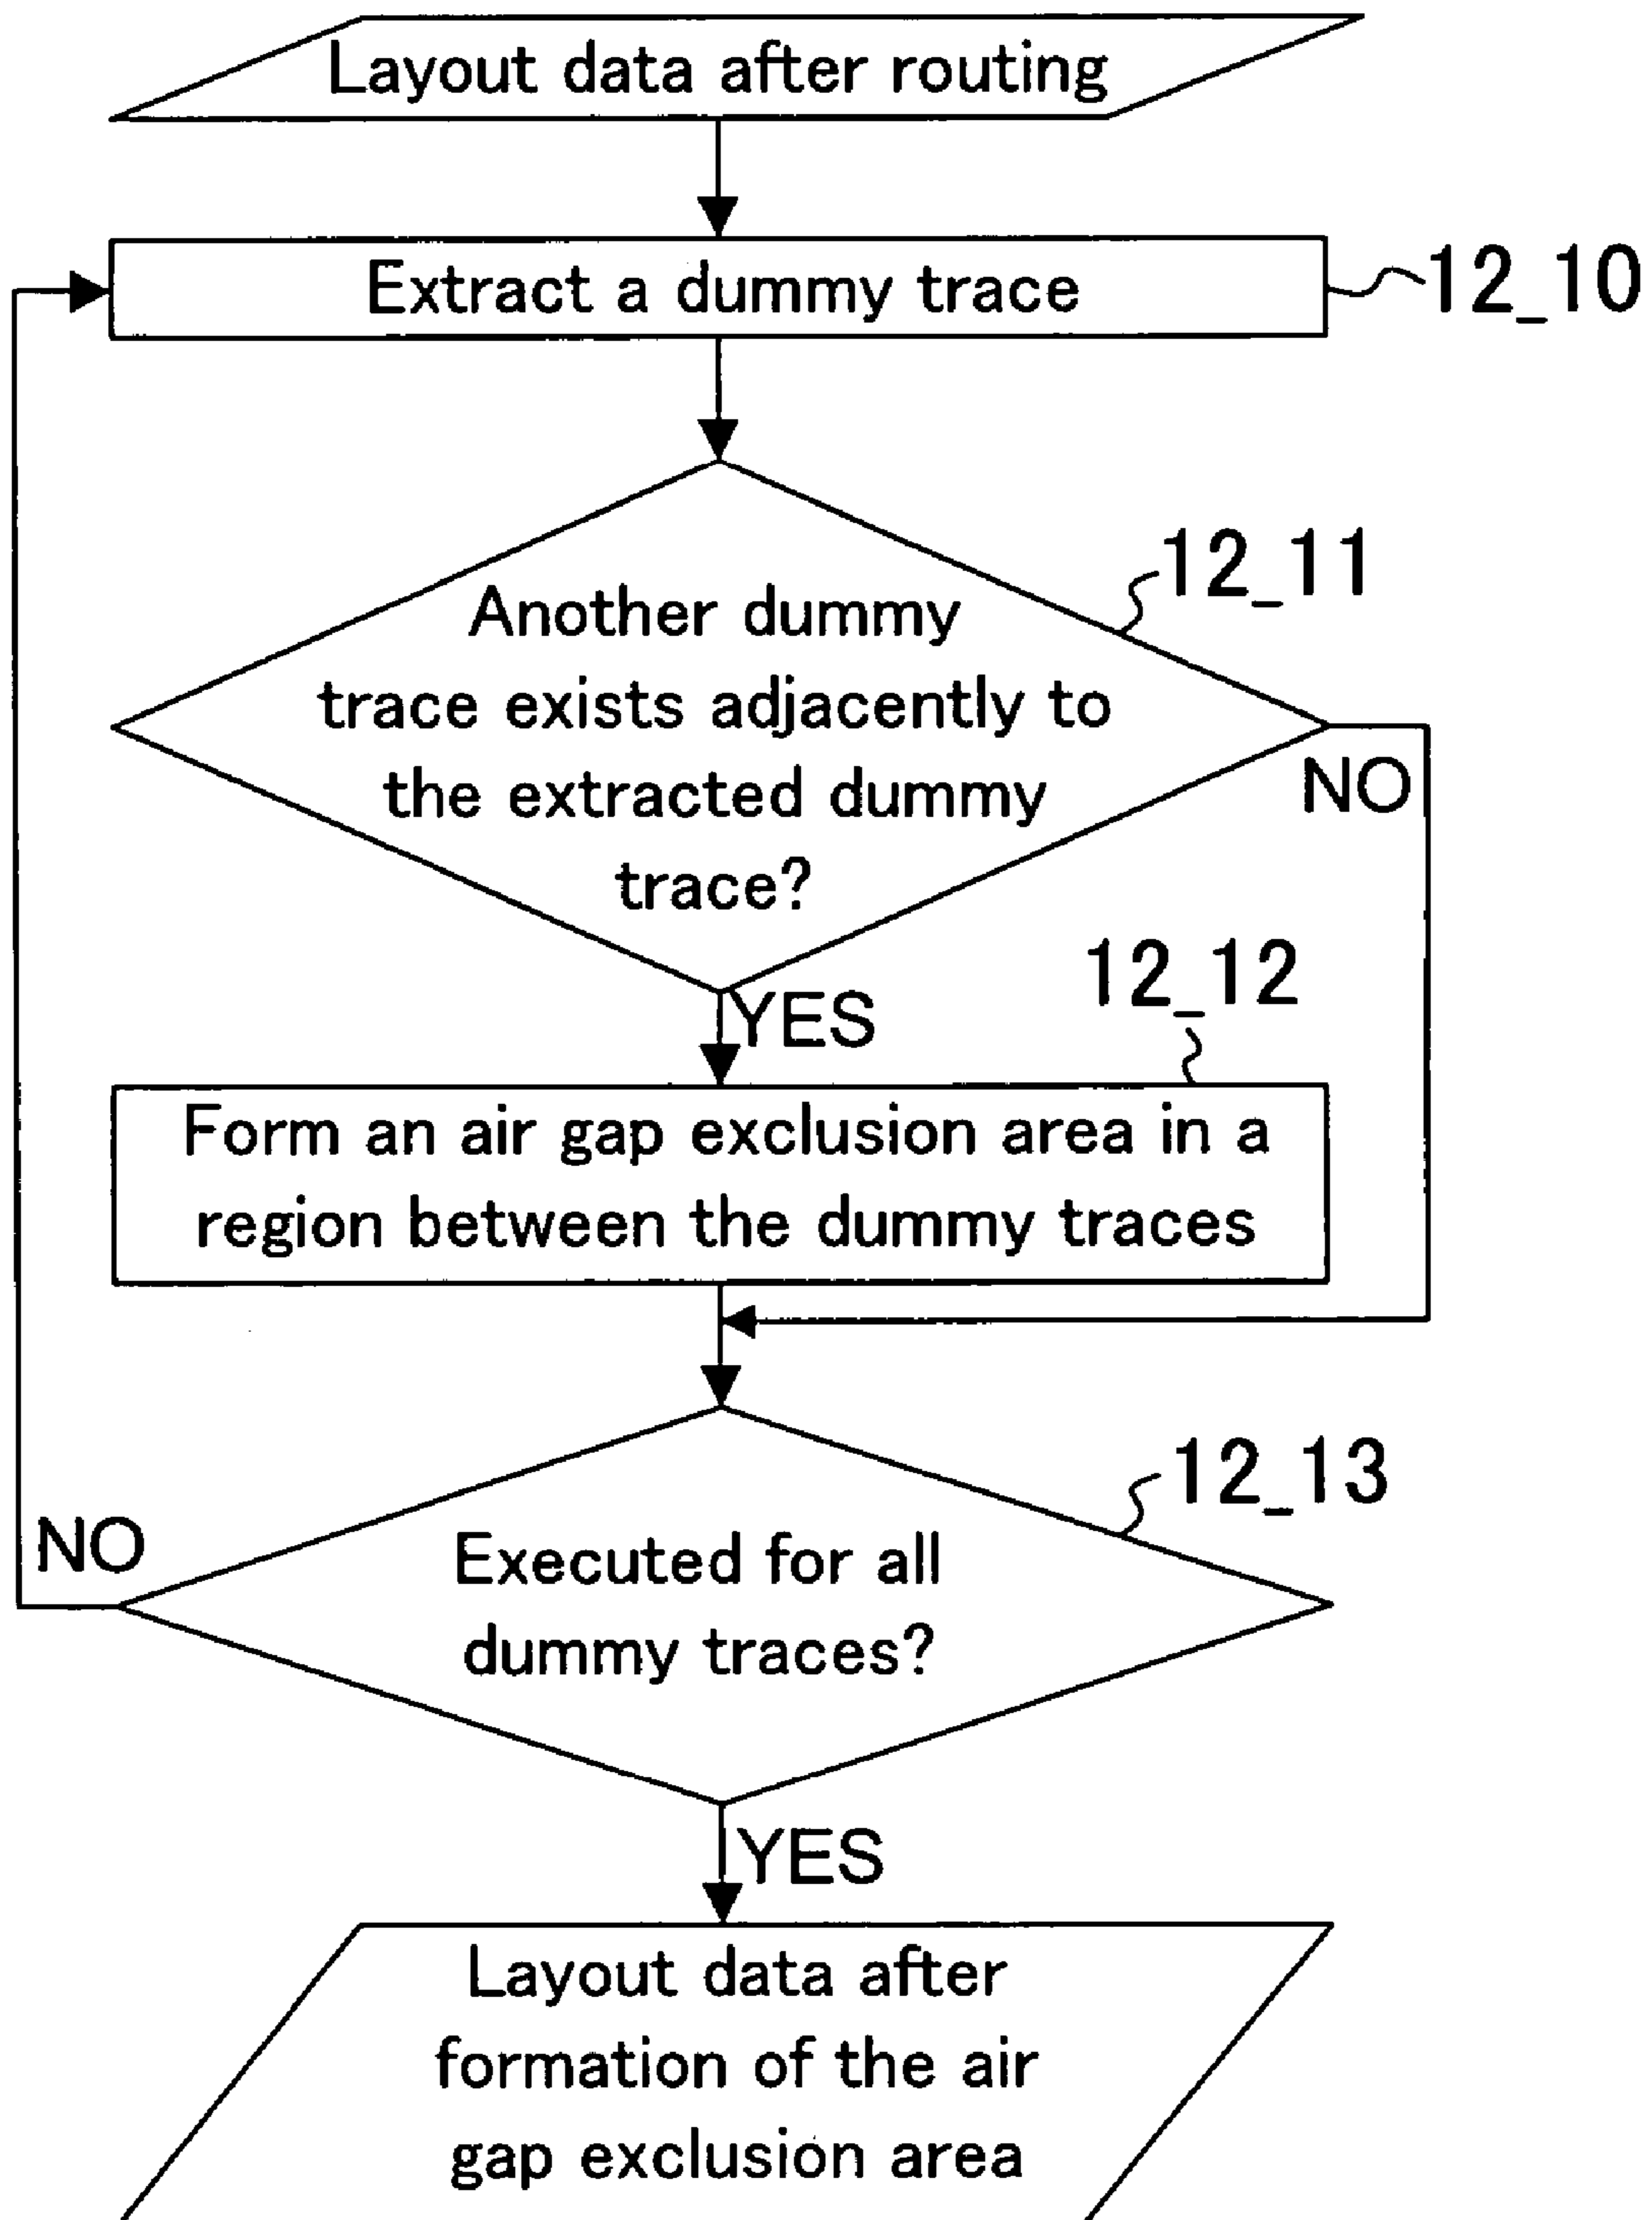 Layout data after routing
Extract a dummy trace
12_10
12_11
Another dummy
trace exists adjacently to
the extracted dummy
trace?
NO
YES
12_12
Form an air gap exclusion area in a
region between the dummy traces
12_13
Executed for all
dummy traces?
NO
YES
Layout data after
formation of the air
gap exclusion area